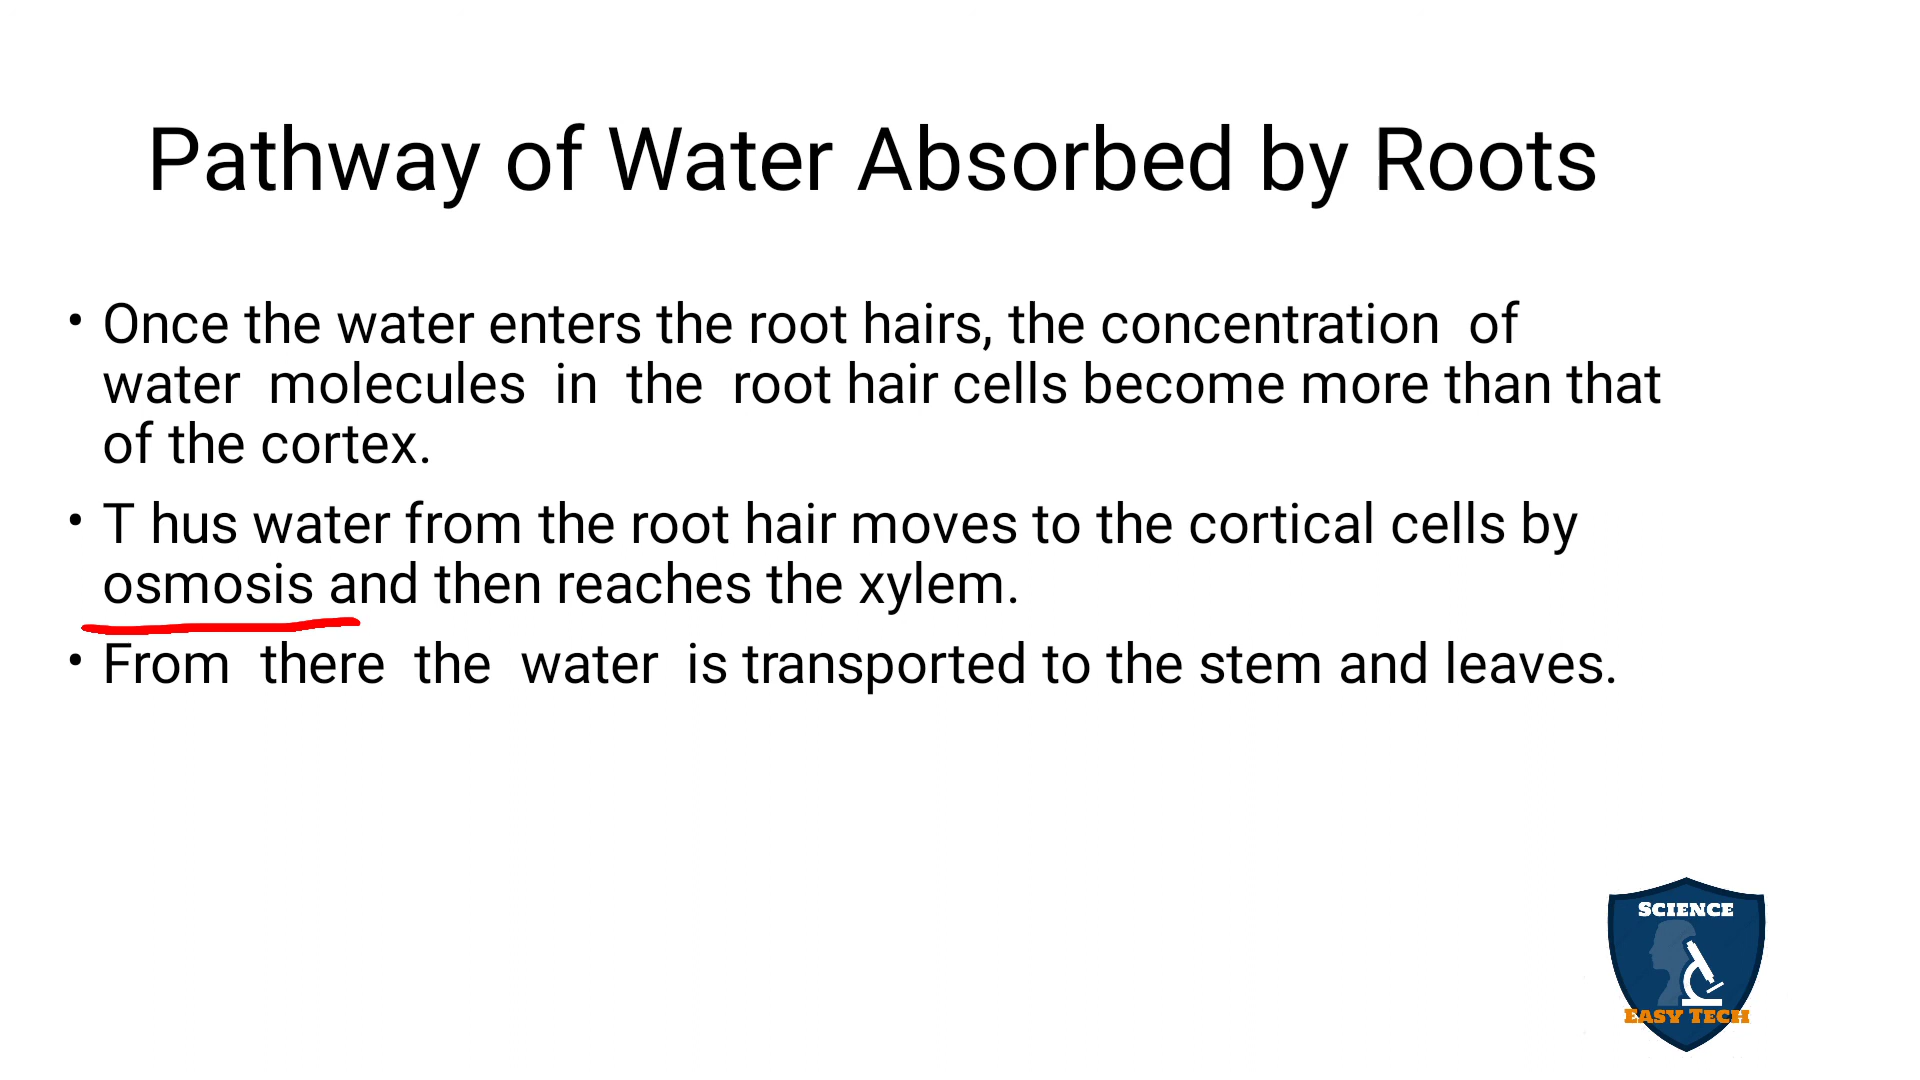 Pathway of Water Absorbed by Roots
• Once the water enters the root hairs, the concentration of
water molecules in the root hair cells become more than that
of the cortex.
• T hus water from the root hair moves to the cortical cells by
osmosis and then reaches the xylem.
• From there the water is transported to the stem and leaves.
SCIENCE
EASY TECH